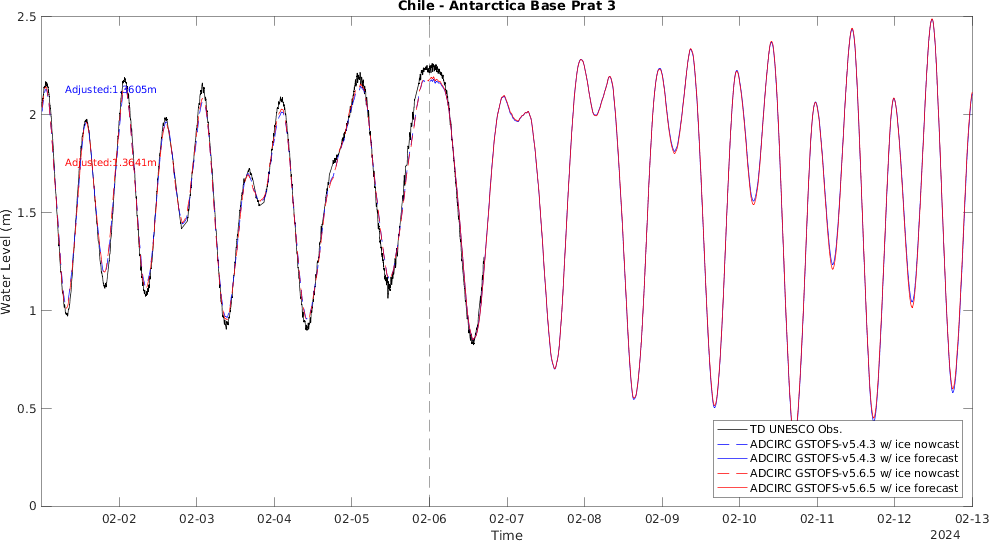 Chile - Antarctica Base Prat 3
2.5
2
1.5
1
0.5
0
Water Level (m)
Adjusted:1.3605m
Adjusted:1.3641m
TD UNESCO Obs.
ADCIRC GSTOFS-v5.4.3 w/ ice nowcast
ADCIRC GSTOFS-v5.4.3 w/ ice forecast
ADCIRC GSTOFS-v5.6.5 w/ ice nowcast
ADCIRC GSTOFS-v5.6.5 w/ ice forecast
02-02 02-03 02-04 02-05 02-06 02-07 02-08 02-09 02-10 02-11 02-12 02-13
Time
2024